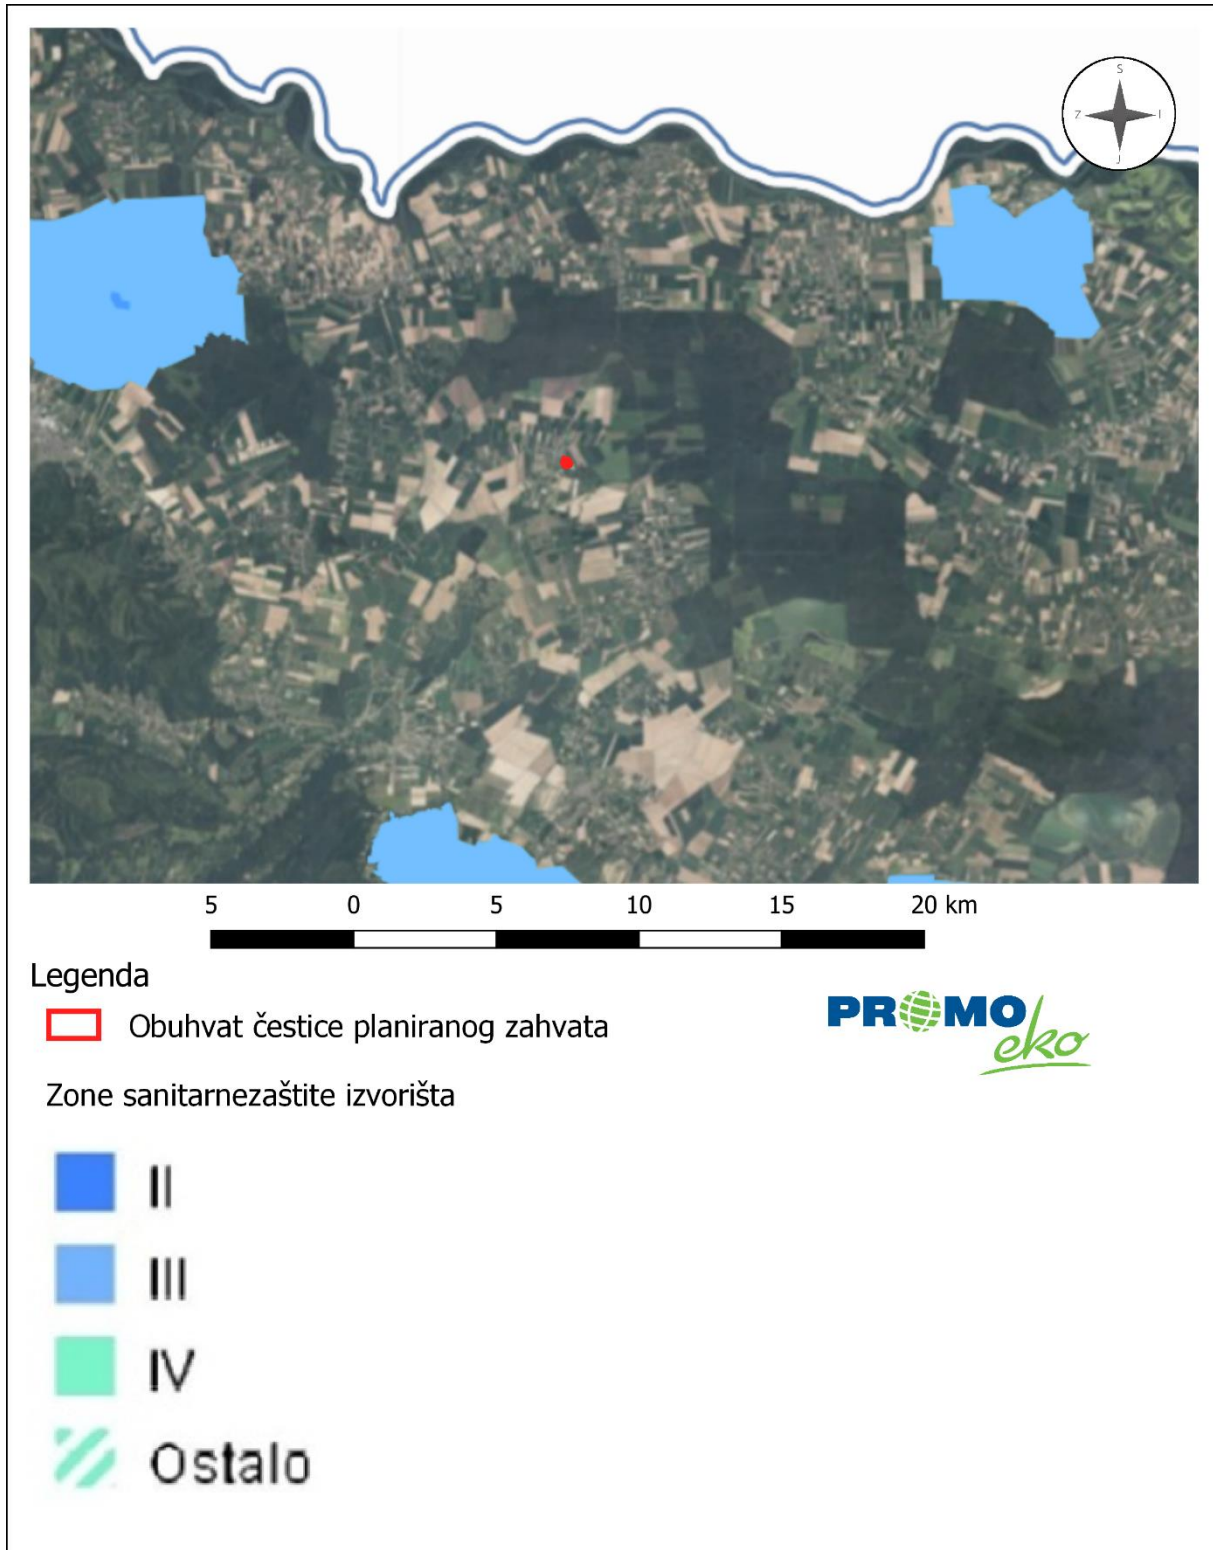 S
Z I
J
5 0 5 10 15 20 km
Legenda
Obuhvat čestice planiranog zahvata
PROMO
eko
Zone sanitarnezaštite izvorišta
II
III
IV
Ostalo